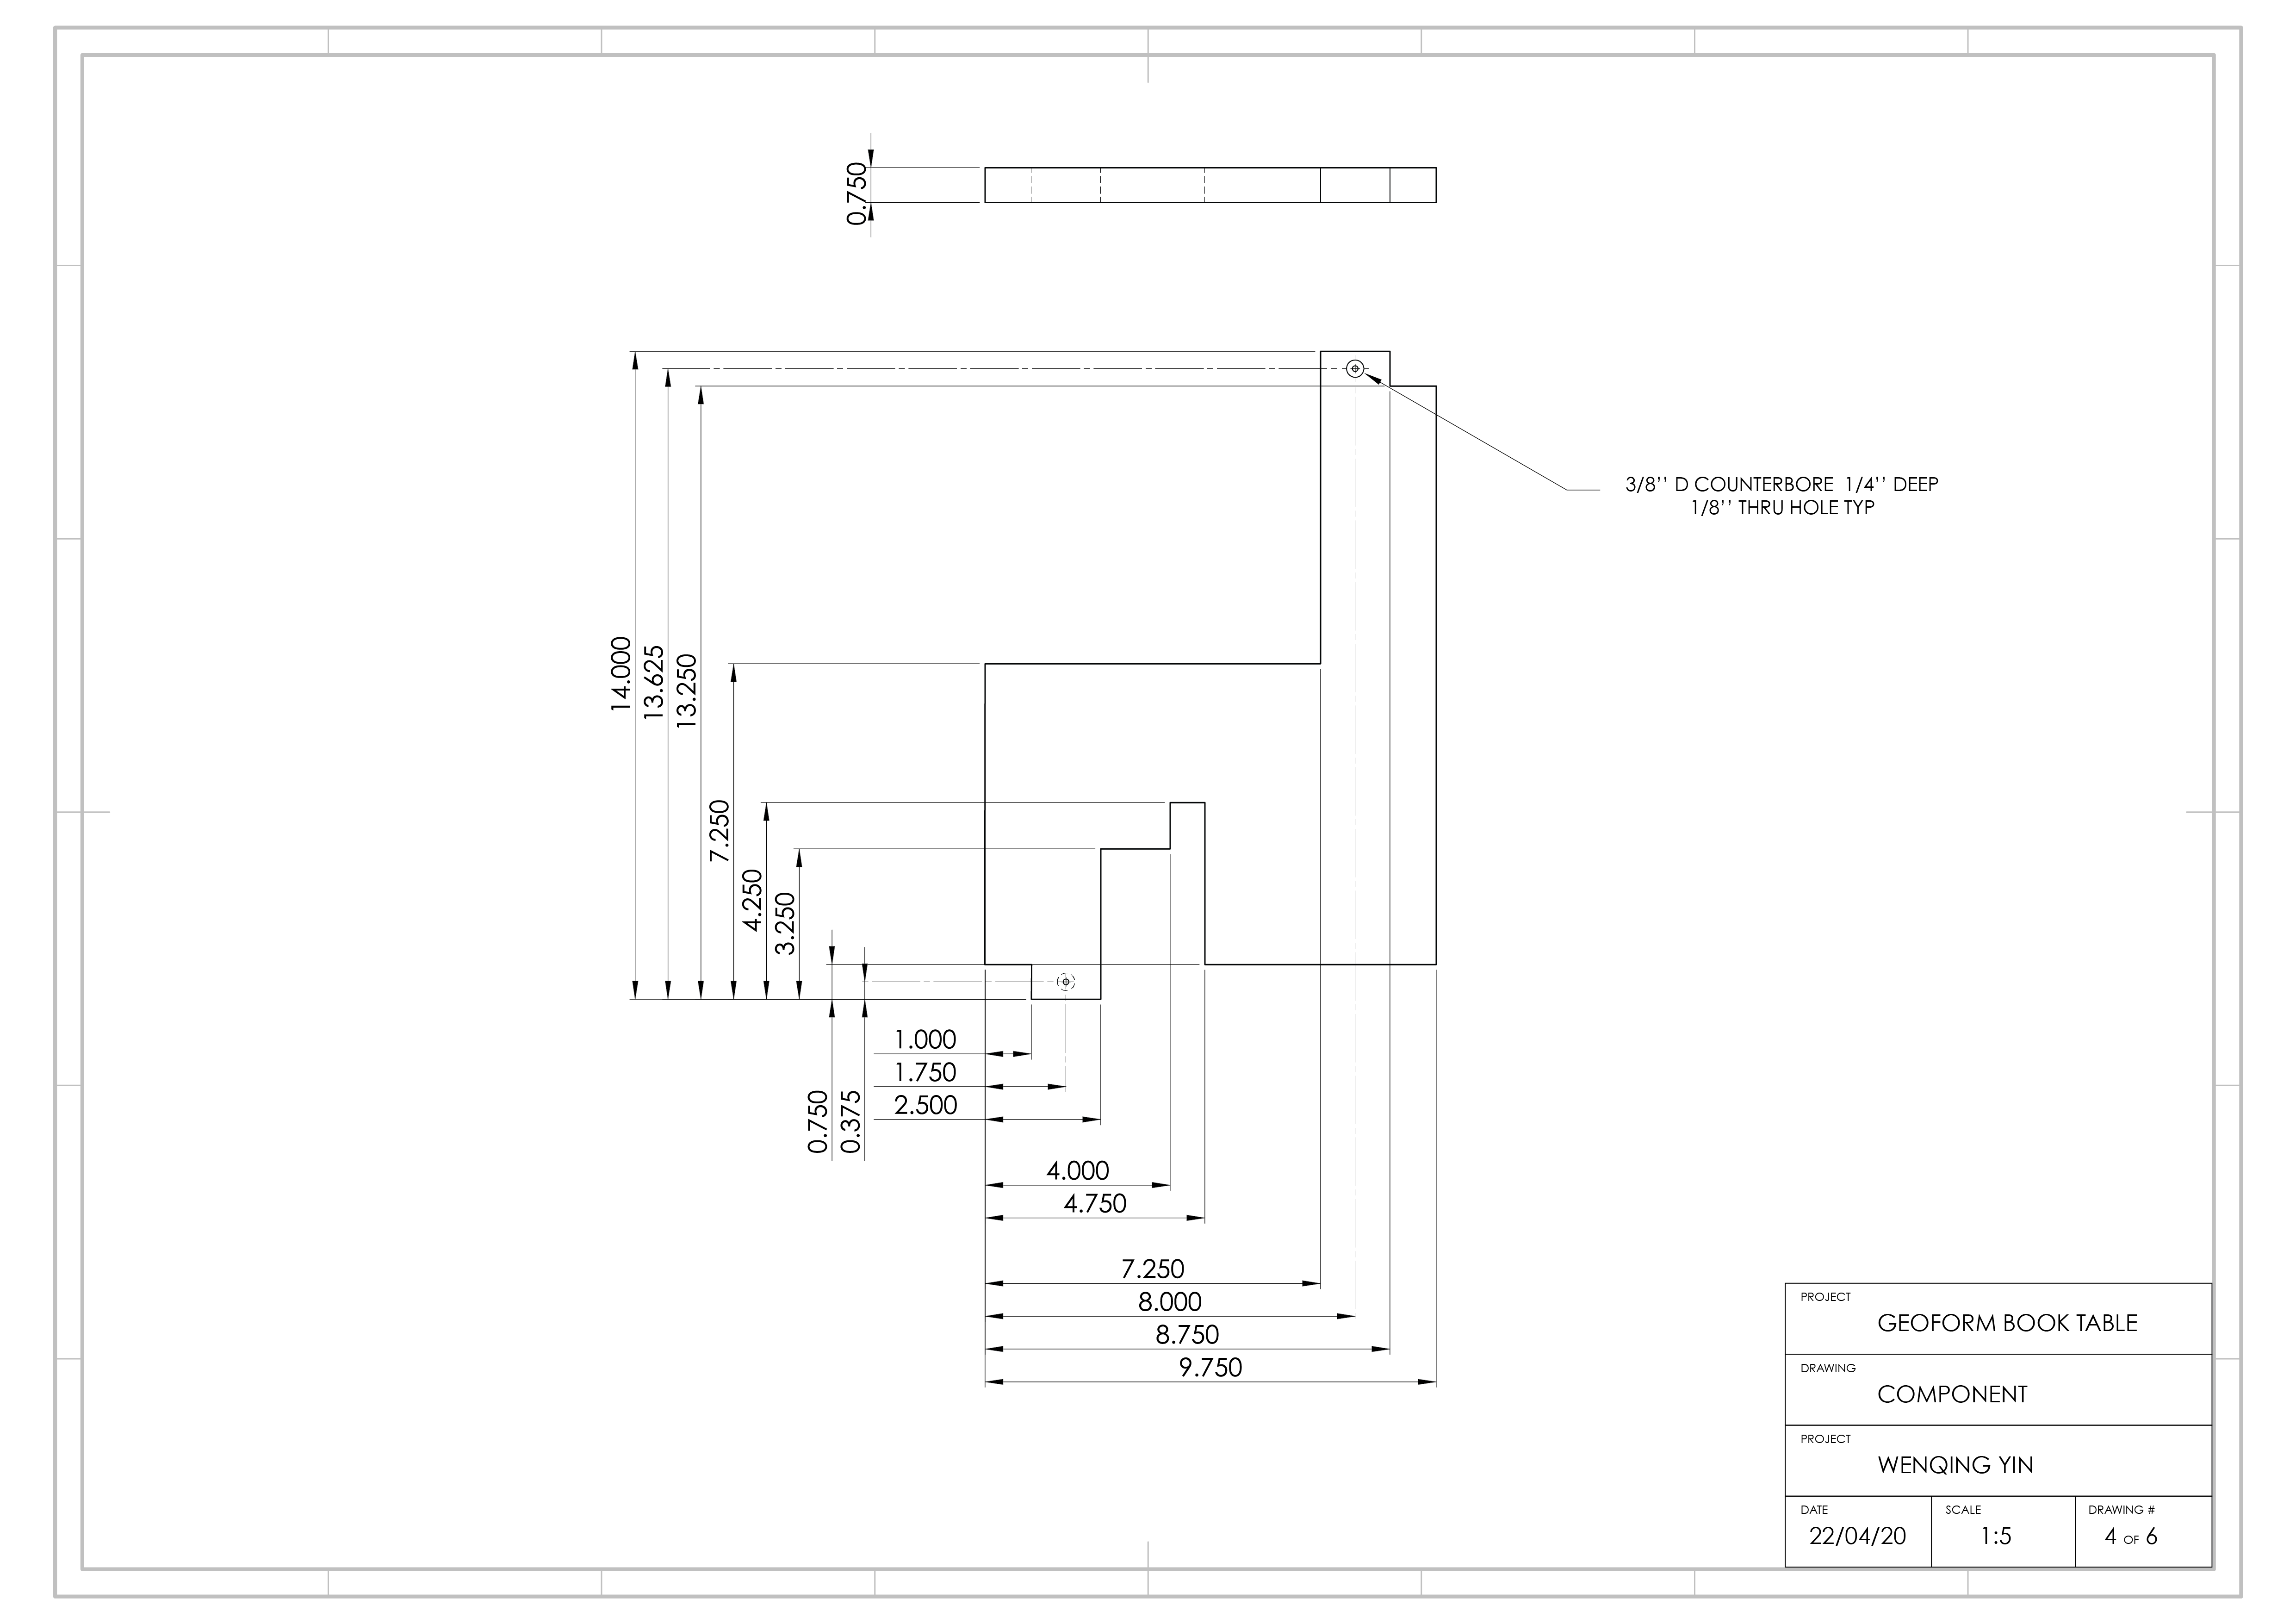 0.750
14.000
13.625
13.250
7.250
4.250
3.250
0.750
0.375
3/8'' D COUNTERBORE 1/4'' DEEP
1/8'' THRU HOLE TYP
1.000
1.750
2.500
4.000
4.750
7.250
8.000
8.750
9.750
PROJECT
GEOFORM BOOK TABLE
DRAWING
COMPONENT
PROJECT
WENQING YIN
DATE SCALE DRAWING #
22/04/20 1:5 4 OF 6